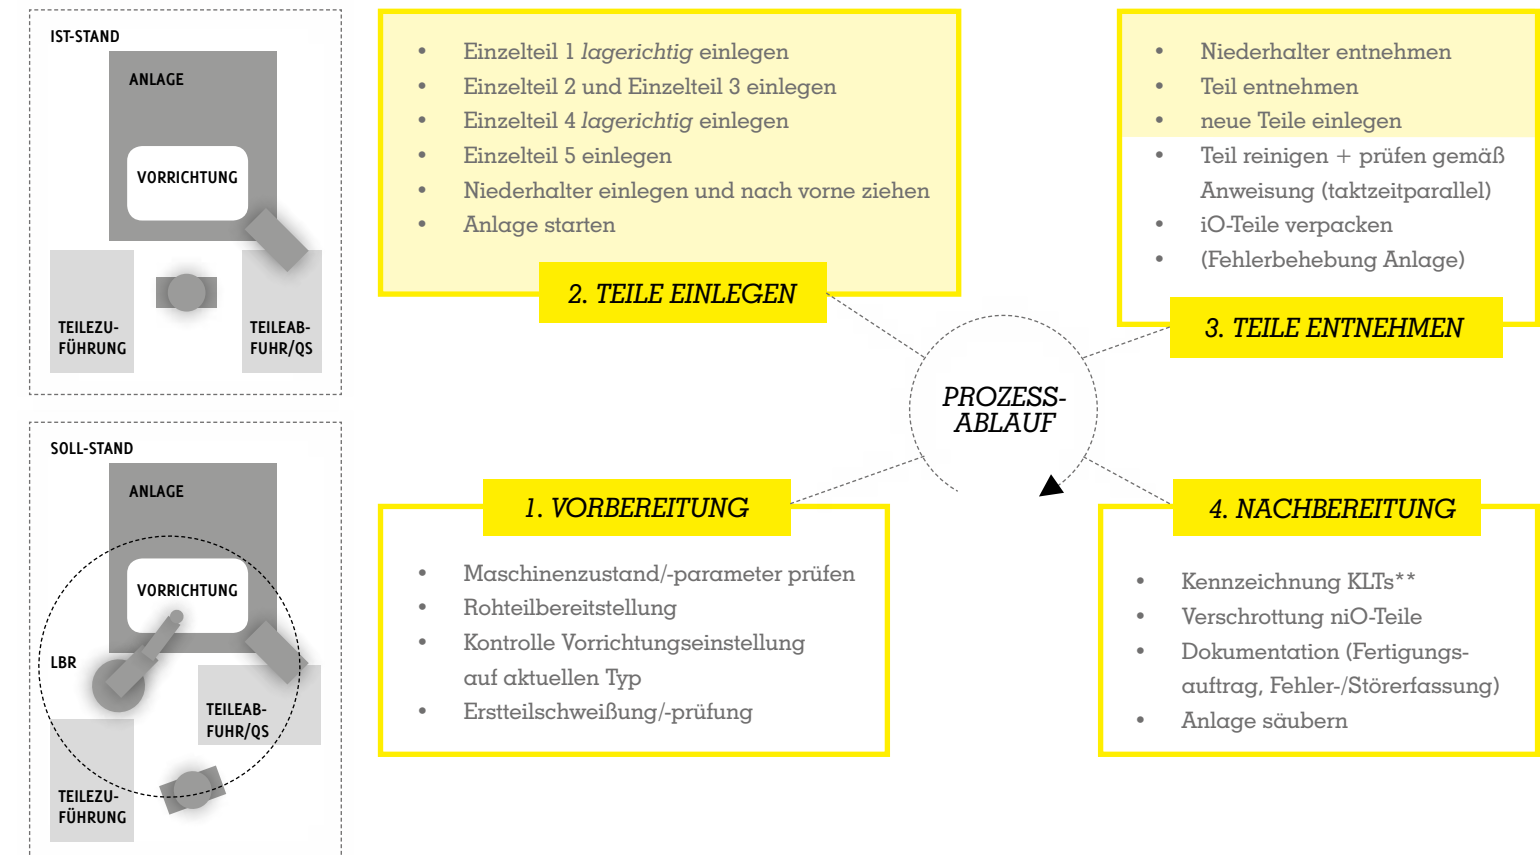 IST-STAND
ANLAGE
VORRICHTUNG
TEILEZU-
FÜHRUNG
TEILEAB-
FUHR/QS
SOLL-STAND
ANLAGE
VORRICHTUNG
LBR
TEILEAB-
FUHR/QS
TEILEZU-
FÜHRUNG
• Einzelteil 1 lagerichtig einlegen
• Einzelteil 2 und Einzelteil 3 einlegen
• Einzelteil 4 lagerichtig einlegen
• Einzelteil 5 einlegen
• Niederhalter einlegen und nach vorne ziehen
• Anlage starten
2. TEILE EINLEGEN
• Niederhalter entnehmen
• Teil entnehmen
• neue Teile einlegen
• Teil reinigen + prüfen gemäß
Anweisung (taktzeitparallel)
• iO-Teile verpacken
• (Fehlerbehebung Anlage)
3. TEILE ENTNEHMEN
PROZESS-
ABLAUF
1. VORBEREITUNG
• Maschinenzustand/-parameter prüfen
• Rohteilbereitstellung
• Kontrolle Vorrichtungseinstellung
auf aktuellen Typ
• Erstteilschweißung/-prüfung
4. NACHBEREITUNG
• Kennzeichnung KLTs**
• Verschrottung niO-Teile
• Dokumentation (Fertigungs-
auftrag, Fehler-/Störerfassung)
• Anlage säubern